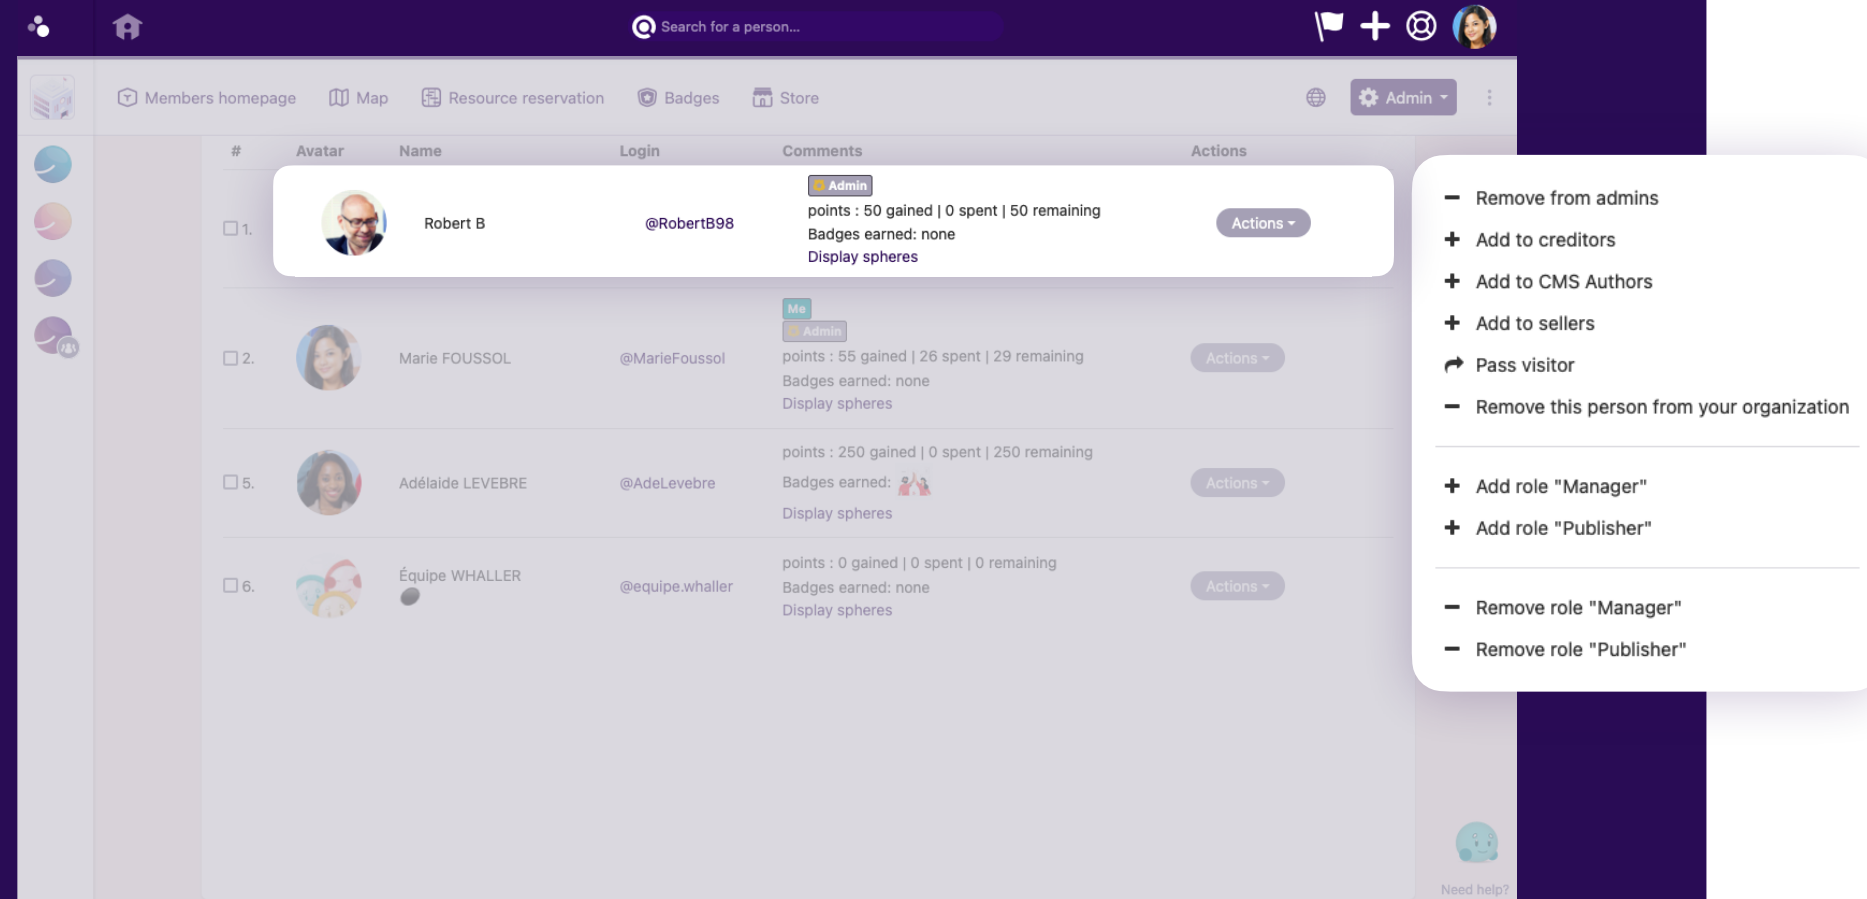 Search for a person...
Members homepage Map Resource reservation Badges Store Admin
# Avatar Name Login Comments Actions
1. Robert B @RobertB98 Admin
points : 50 gained | 0 spent | 50 remaining
Badges earned: none
Display spheres
Actions
2. Marie FOUSSOL @MarieFoussol Me
Admin
points : 55 gained | 26 spent | 29 remaining
Badges earned: none
Display spheres
Actions
5. Adélaide LEVEBRE @AdeLevebre
points : 250 gained | 0 spent | 250 remaining
Badges earned:
Display spheres
Actions
6. Équipe WHALLER @equipe.whaller
points : 0 gained | 0 spent | 0 remaining
Badges earned: none
Display spheres
Actions
Remove from admins
Add to creditors
Add to CMS Authors
Add to sellers
Pass visitor
Remove this person from your organization
Add role "Manager"
Add role "Publisher"
Remove role "Manager"
Remove role "Publisher"
Need help?